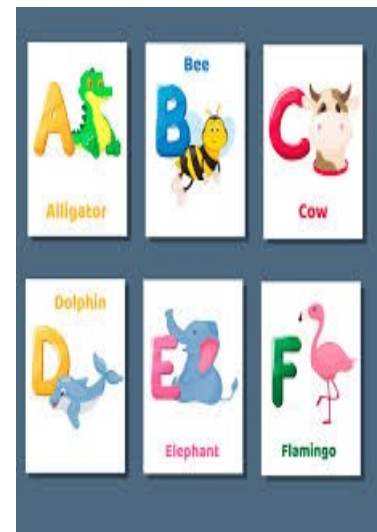 A
Alligator
Bee
B
C
Cow
Dolphin
D
E
Elephant
F
Flamingo